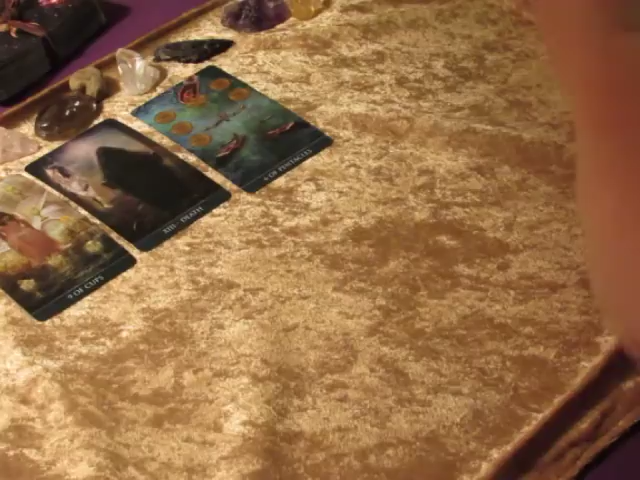 9 OF CUPS
XIII - DEATH
6 OF PENTACLES